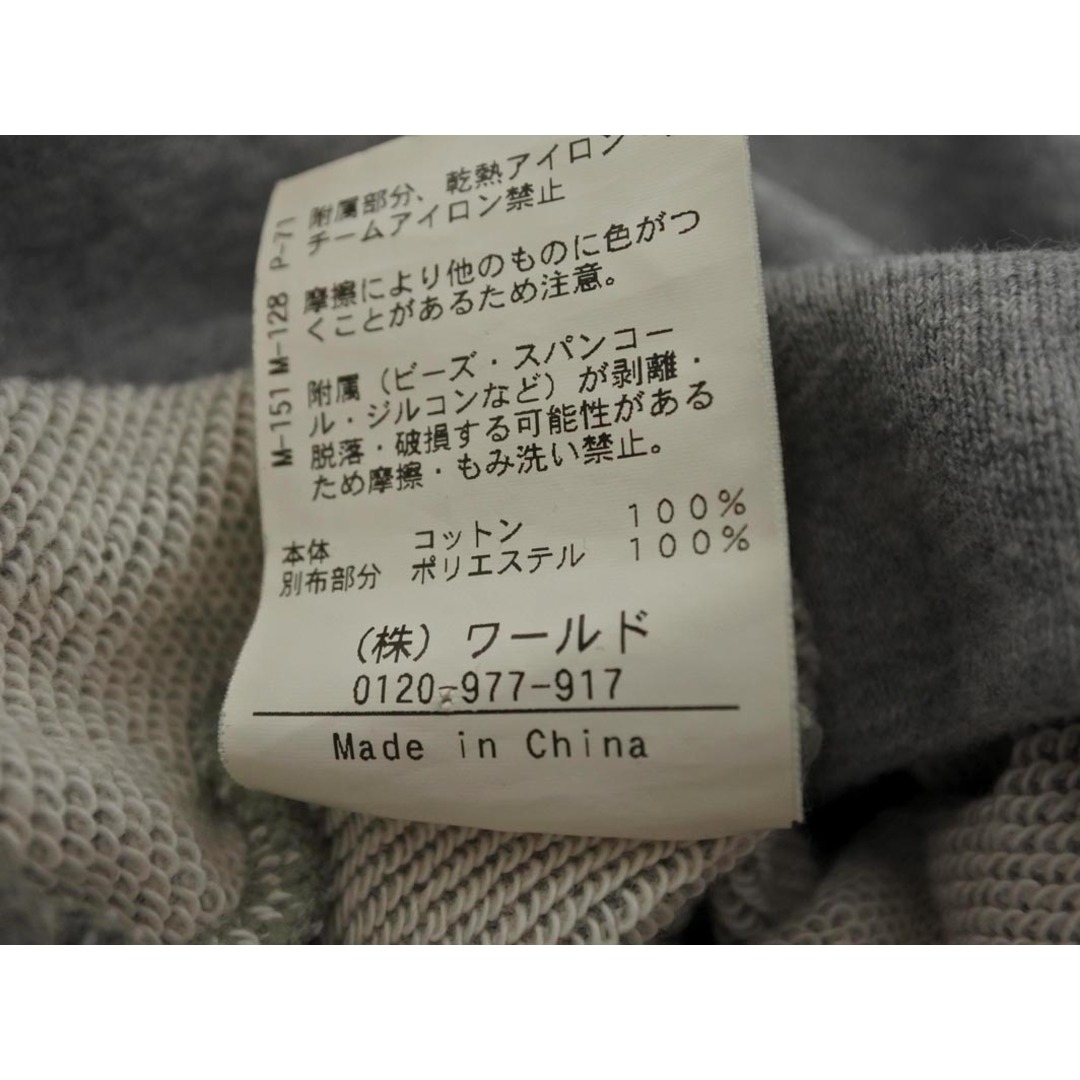 附属部分、乾熱アイロン・
チームアイロン禁止
摩擦により他のものに色がつ
くことがあるため注意。
附属（ビーズ・スパンコー
ル・ジルコンなど）が剥離・
脱落・破損する可能性がある
ため摩擦・もみ洗い禁止。
M-151 M-128 P-71
本体 コットン 100%
別布部分 ポリエステル 100%
（株）ワールド
0120-977-917
Made in China